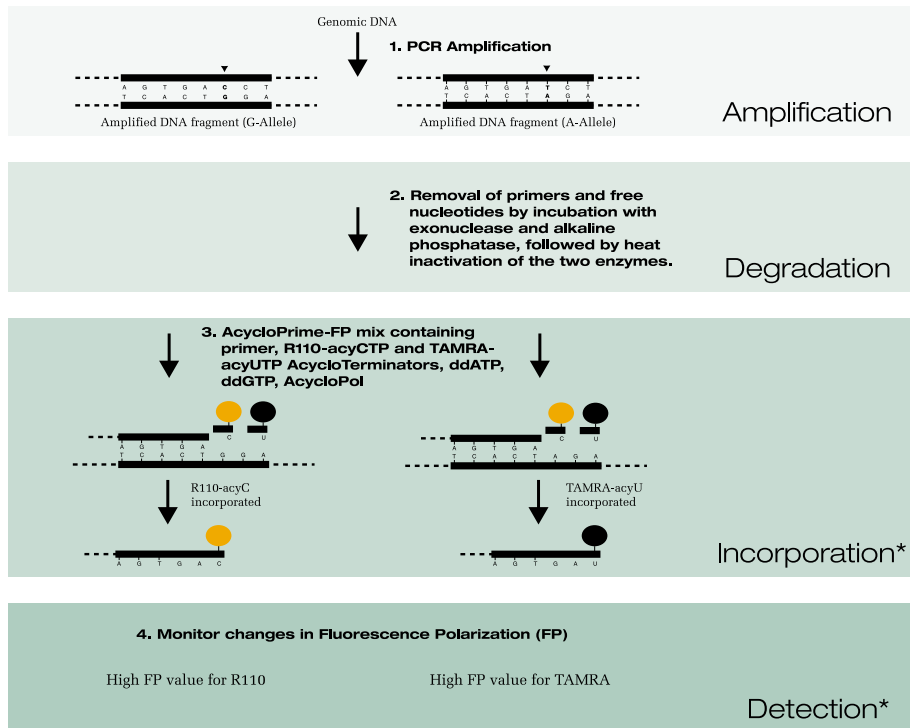 Genomic DNA
1. PCR Amplification
A G T G A C C T
T C A C T G G A
Amplified DNA fragment (G-Allele)
A G T G A T C T
T C A C T A G A
Amplified DNA fragment (A-Allele)
Amplification
2. Removal of primers and free
nucleotides by incubation with
exonuclease and alkaline
phosphatase, followed by heat
inactivation of the two enzymes.
Degradation
3. AcycloPrime-FP mix containing
primer, R110-acyCTP and TAMRA-
acyUTP AcycloTerminators, ddATP,
ddGTP, AcycloPol
C U
A G T G A
T C A C T G G A
R110-acyC
incorporated
A G T G A C
C U
A G T G A
T C A C T A G A
TAMRA-acyU
incorporated
A G T G A U
Incorporation*
4. Monitor changes in Fluorescence Polarization (FP)
High FP value for R110
High FP value for TAMRA
Detection*